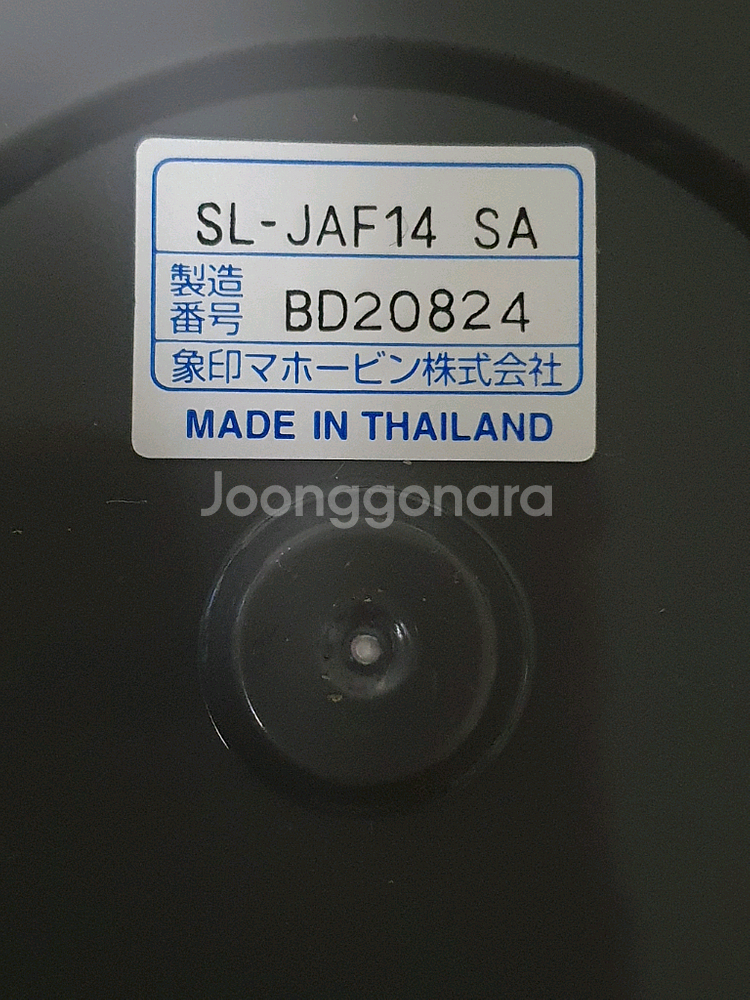 SL-JAF14 SA
製造
番号 BD20824
象印マホービン株式会社
MADE IN THAILAND
Joonggonara